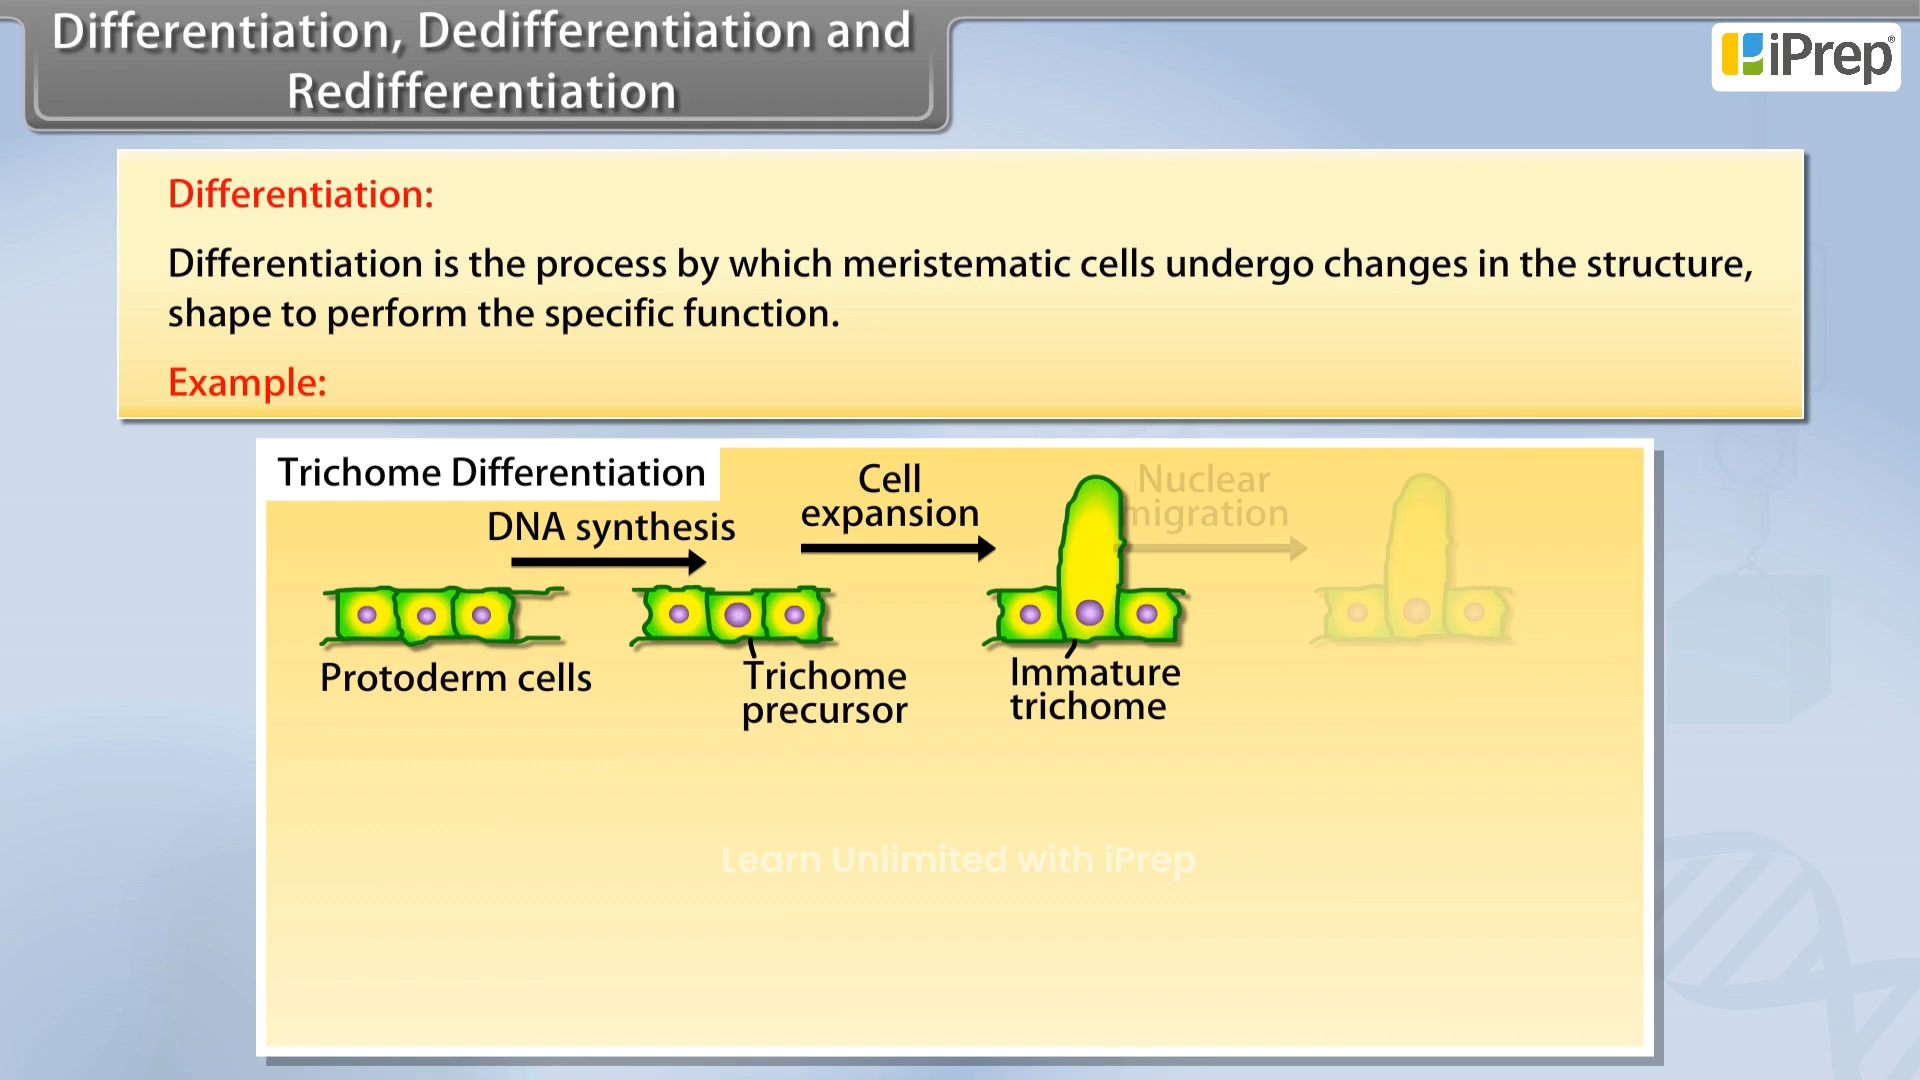 Differentiation, Dedifferentiation and
Redifferentiation
iPrep®
Differentiation:
Differentiation is the process by which meristematic cells undergo changes in the structure,
shape to perform the specific function.
Example:
Trichome Differentiation
DNA synthesis
Cell
expansion
Nuclear
migration
Protoderm cells
Trichome
precursor
Immature
trichome
Learn Unlimited with iPrep